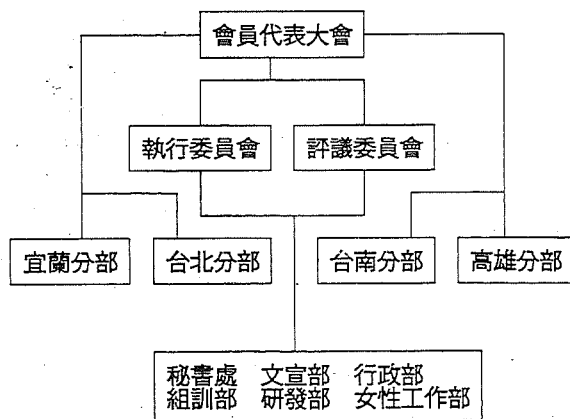 會員代表大會
執行委員會
評議委員會
宜蘭分部
台北分部
台南分部
高雄分部
秘書處 文宣部 行政部
組訓部 研發部 女性工作部